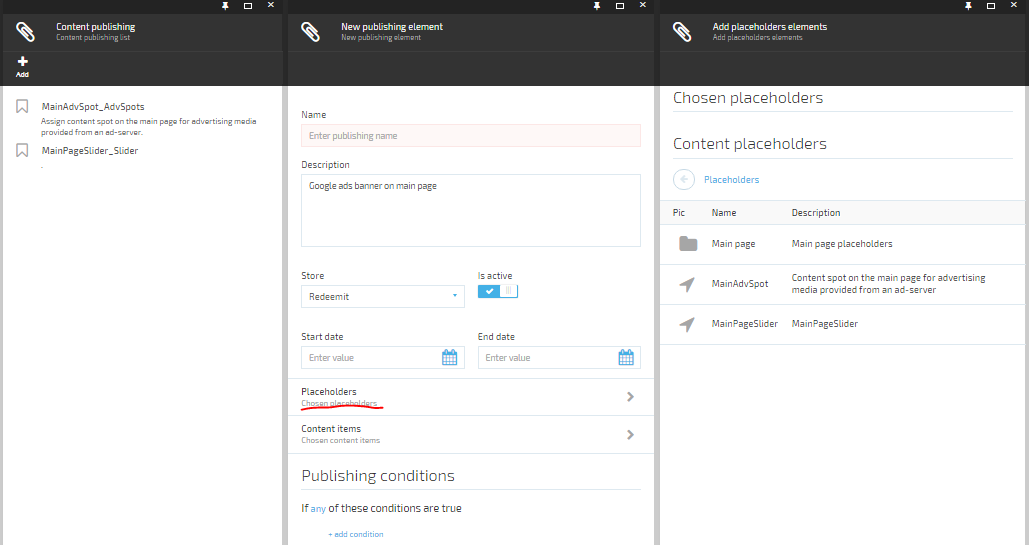 Content publishing
Content publishing list
Add
MainAdvSpot_AdvSpots
Assign content spot on the main page for advertising media
provided from an ad-server.
MainPageSlider_Slider
.
New publishing element
New publishing element
Name
Enter publishing name
Description
Google ads banner on main page
Store
Is active
Redeemit
Start date
End date
Enter value
Enter value
Placeholders
Chosen placeholders
Content items
Chosen content items
Publishing conditions
If any of these conditions are true
+ add condition
Add placeholders elements
Add placeholders elements
Chosen placeholders
Content placeholders
Placeholders
Pic Name Description
Main page Main page placeholders
MainAdvSpot Content spot on the main page for advertising
media provided from an ad-server
MainPageSlider MainPageSlider